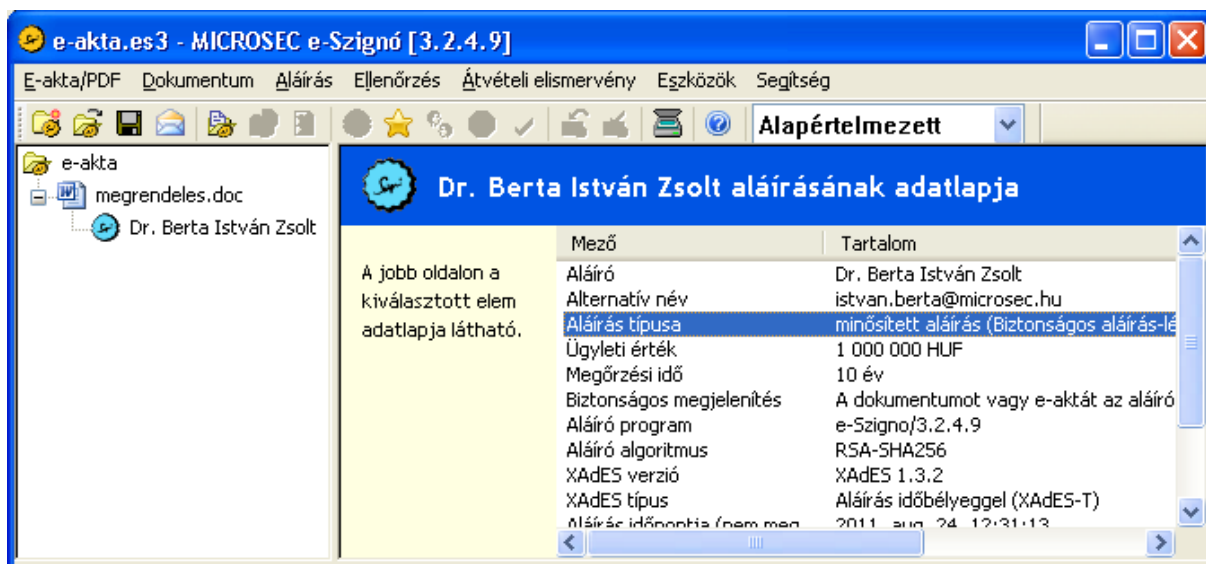 e-akta.es3 - MICROSEC e-Szignó [3.2.4.9]
E-akta/PDF Dokumentum Aláírás Ellenőrzés Átvételi elismervény Eszközök Segítség
Alapértelmezett
e-akta
megrendeles.doc
Dr. Berta István Zsolt
Dr. Berta István Zsolt aláírásának adatlapja
A jobb oldalon a
kiválasztott elem
adatlapja látható.
Mező Tartalom
Aláíró Dr. Berta István Zsolt
Alternatív név istvan.berta@microsec.hu
Aláírás típusa minősített aláírás (Biztonságos aláírás-lé
Ügyleti érték 1 000 000 HUF
Megőrzési idő 10 év
Biztonságos megjelenítés A dokumentumot vagy e-aktát az aláíró
Aláíró program e-Szigno/3.2.4.9
Aláíró algoritmus RSA-SHA256
XAdES verzió XAdES 1.3.2
XAdES típus Aláírás időbélyeggel (XAdES-T)
Aláírás időpontja (nem meg 2011. aug. 24. 12:31:13